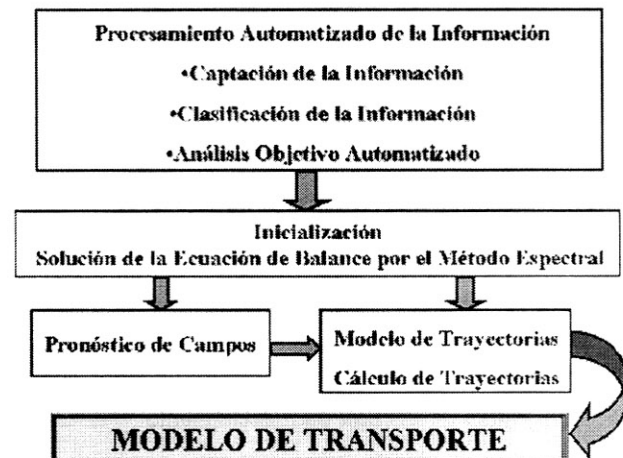 Procesamiento Automatizado de la Información
•Captación de la Información
•Clasificación de la Información
•Análisis Objetivo Automatizado
Inicialización
Solución de la Ecuación de Balance por el Método Espectral
Pronóstico de Campos
Modelo de Trayectorias
Cálculo de Trayectorias
MODELO DE TRANSPORTE